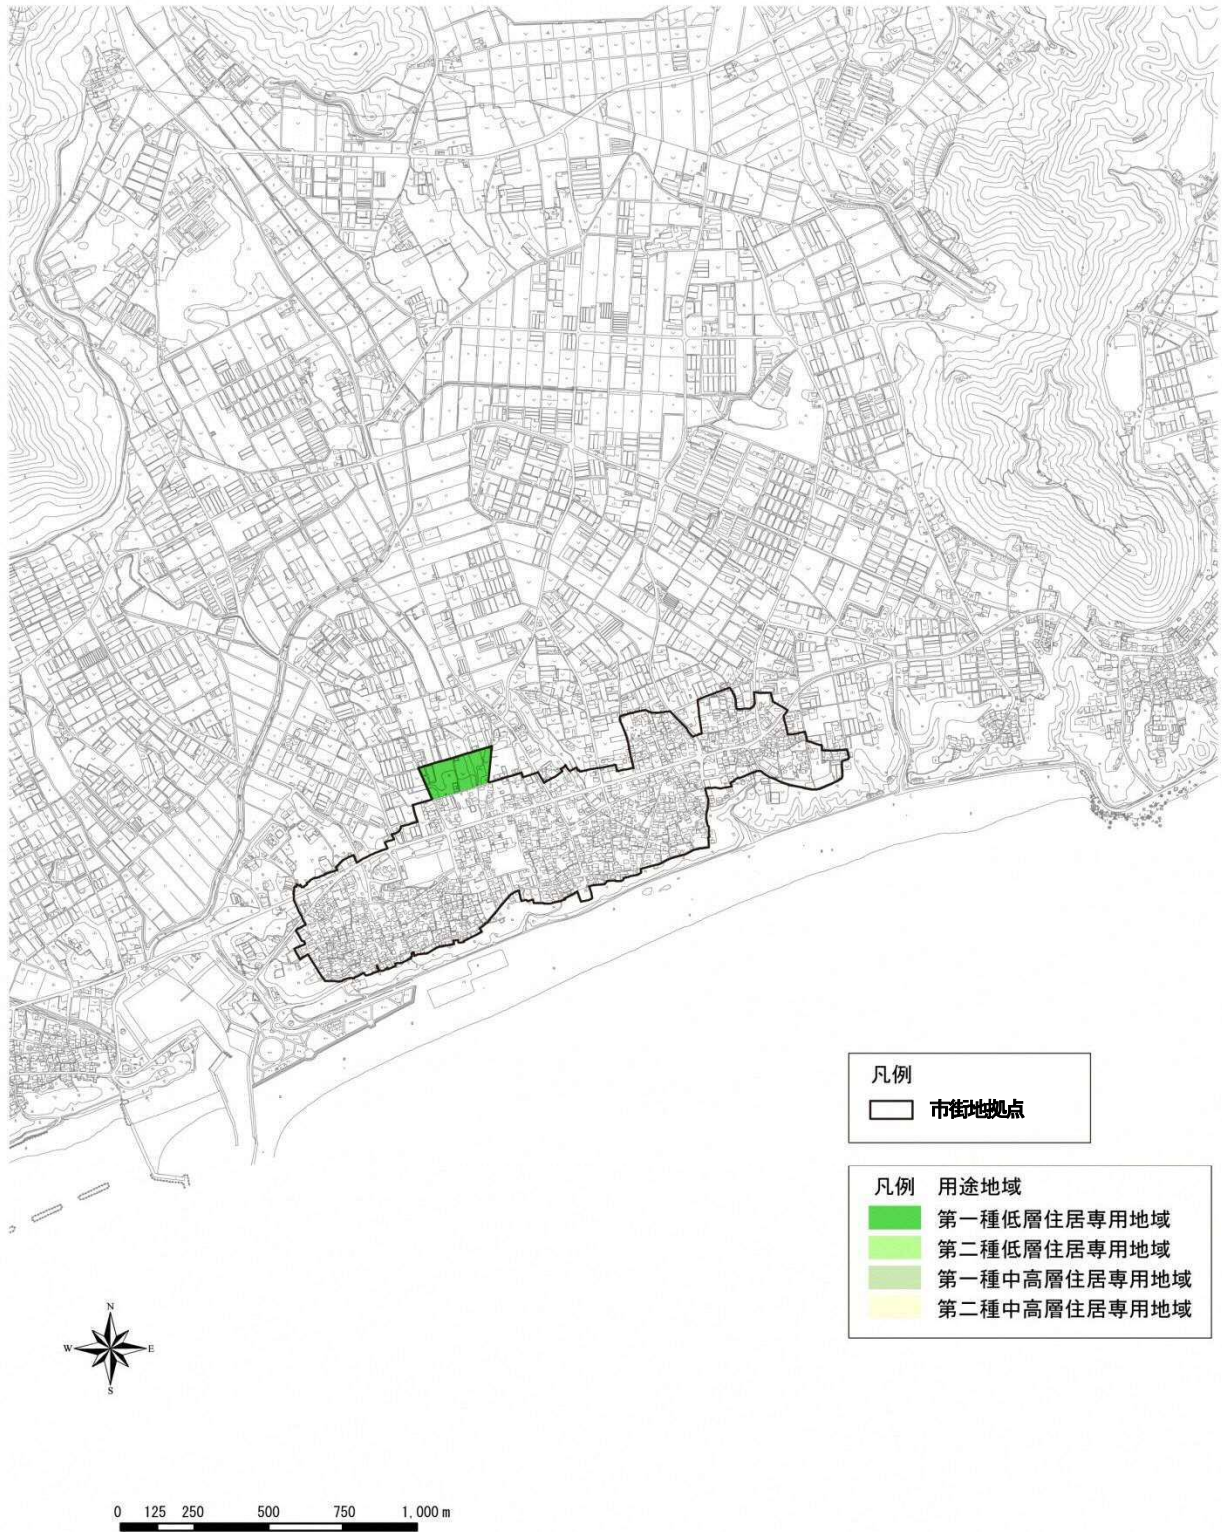 凡例
市街地拠点
凡例 用途地域
第一種低層住居専用地域
第二種低層住居専用地域
第一種中高層住居専用地域
第二種中高層住居専用地域
N
W E
S
0 125 250 500 750 1,000 m